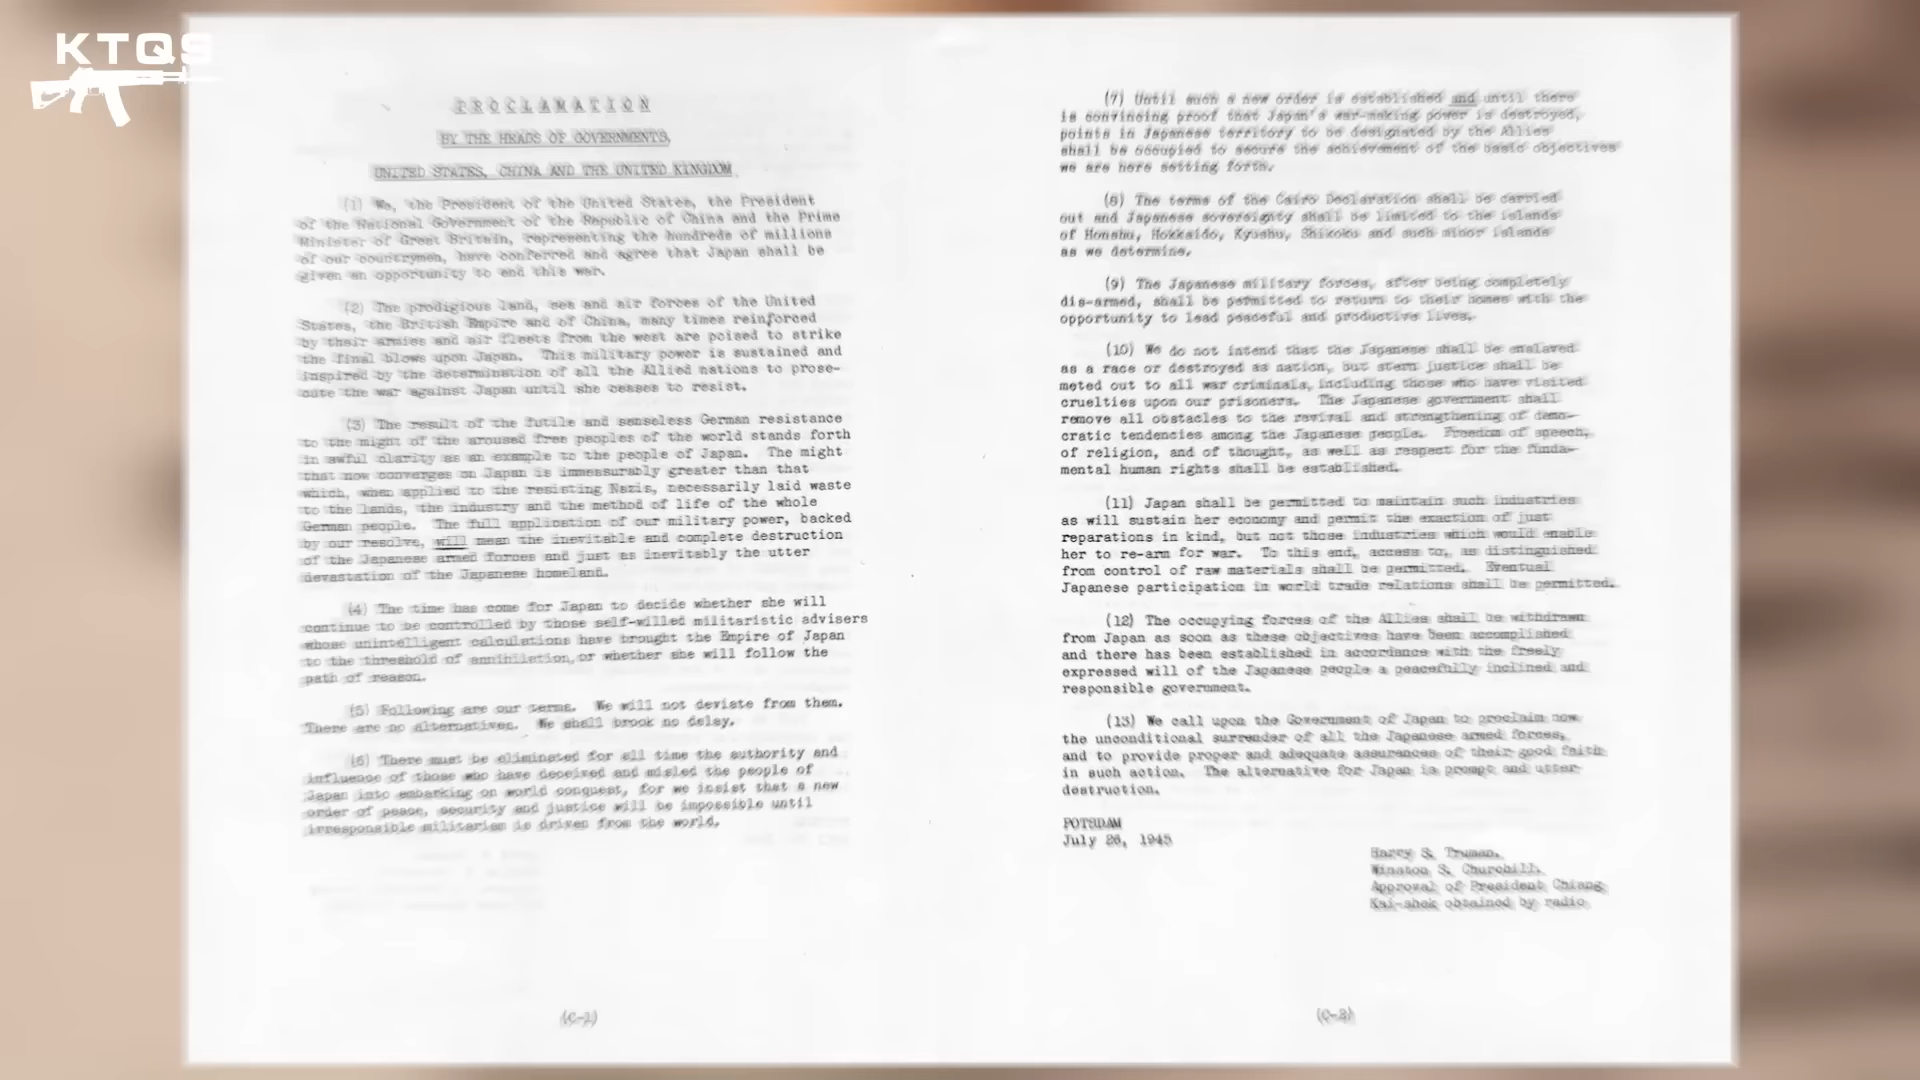 KTQS
PROCLAMATION
BY THE HEADS OF GOVERNMENTS,
UNITED STATES, CHINA AND THE UNITED KINGDOM
(1) We, the President of the United States, the President
of the National Government of the Republic of China and the Prime
Minister of Great Britain, representing the hundreds of millions
of our countrymen, have conferred and agree that Japan shall be
given an opportunity to end this war.
(2) The prodigious land, sea and air forces of the United
States, the British Empire and of China, many times reinforced
by their armies and air fleets from the west are poised to strike
the final blows upon Japan. This military power is sustained and
inspired by the determination of all the Allied nations to prose-
cute the war against Japan until she ceases to resist.
(3) The result of the futile and senseless German resistance
to the might of the aroused free peoples of the world stands forth
in awful clarity as an example to the people of Japan. The might
that now converges on Japan is immeasurably greater than that
which, when applied to the resisting Nazis, necessarily laid waste
to the lands, the industry and the method of life of the whole
German people. The full application of our military power, backed
by our resolve, will mean the inevitable and complete destruction
of the Japanese armed forces and just as inevitably the utter
devastation of the Japanese homeland.
(4) The time has come for Japan to decide whether she will
continue to be controlled by those self-willed militaristic advisers
whose unintelligent calculations have brought the Empire of Japan
to the threshold of annihilation, or whether she will follow the
path of reason.
(5) Following are our terms. We will not deviate from them.
There are no alternatives. We shall brook no delay.
(6) There must be eliminated for all time the authority and
influence of those who have deceived and misled the people of
Japan into embarking on world conquest, for we insist that a new
order of peace, security and justice will be impossible until
irresponsible militarism is driven from the world.
(C-1)
(7) Until such a new order is established and until there
is convincing proof that Japan's war-making power is destroyed,
points in Japanese territory to be designated by the Allies
shall be occupied to secure the achievement of the basic objectives
we are here setting forth.
(8) The terms of the Cairo Declaration shall be carried
out and Japanese sovereignty shall be limited to the islands
of Honshu, Hokkaido, Kyushu, Shikoku and such minor islands
as we determine.
(9) The Japanese military forces, after being completely
dis-armed, shall be permitted to return to their homes with the
opportunity to lead peaceful and productive lives.
(10) We do not intend that the Japanese shall be enslaved
as a race or destroyed as nation, but stern justice shall be
meted out to all war criminals, including those who have visited
cruelties upon our prisoners. The Japanese government shall
remove all obstacles to the revival and strengthening of demo-
cratic tendencies among the Japanese people. Freedom of speech,
of religion, and of thought, as well as respect for the funda-
mental human rights shall be established.
(11) Japan shall be permitted to maintain such industries
as will sustain her economy and permit the exaction of just
reparations in kind, but not those industries which would enable
her to re-arm for war. To this end, access to, as distinguished
from control of raw materials shall be permitted. Eventual
Japanese participation in world trade relations shall be permitted.
(12) The occupying forces of the Allies shall be withdrawn
from Japan as soon as these objectives have been accomplished
and there has been established in accordance with the freely
expressed will of the Japanese people a peacefully inclined and
responsible government.
(13) We call upon the Government of Japan to proclaim now
the unconditional surrender of all the Japanese armed forces,
and to provide proper and adequate assurances of their good faith
in such action. The alternative for Japan is prompt and utter
destruction.
POTSDAM
July 26, 1945
Harry S. Truman.
Winston S. Churchill.
Approval of President Chiang
Kai-shek obtained by radio
(C-2)